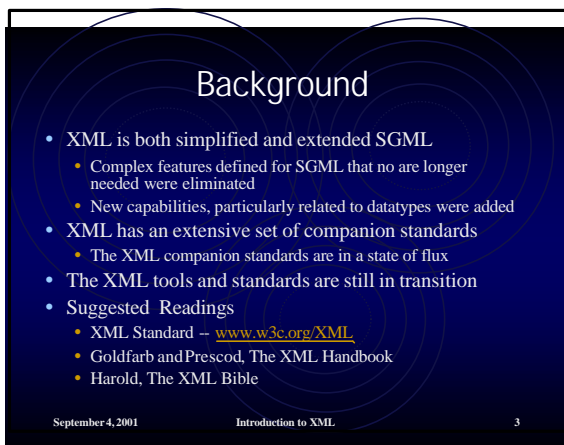 Background
• XML is both simplified and extended SGML
• Complex features defined for SGML that no are longer
needed were eliminated
• New capabilities, particularly related to datatypes were added
• XML has an extensive set of companion standards
• The XML companion standards are in a state of flux
• The XML tools and standards are still in transition
• Suggested Readings
• XML Standard -- www.w3c.org/XML
• Goldfarb and Prescod, The XML Handbook
• Harold, The XML Bible
September 4, 2001 Introduction to XML 3